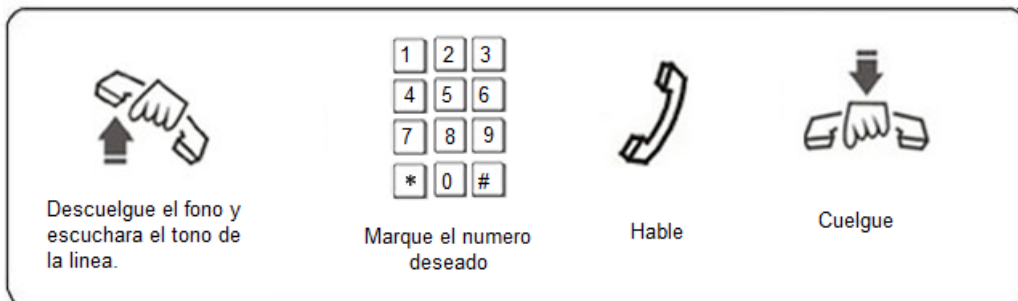 Descuelgue el fono y
escuchara el tono de
la linea.
1 2 3
4 5 6
7 8 9
* 0 #
Marque el numero
deseado
Hable
Cuelgue